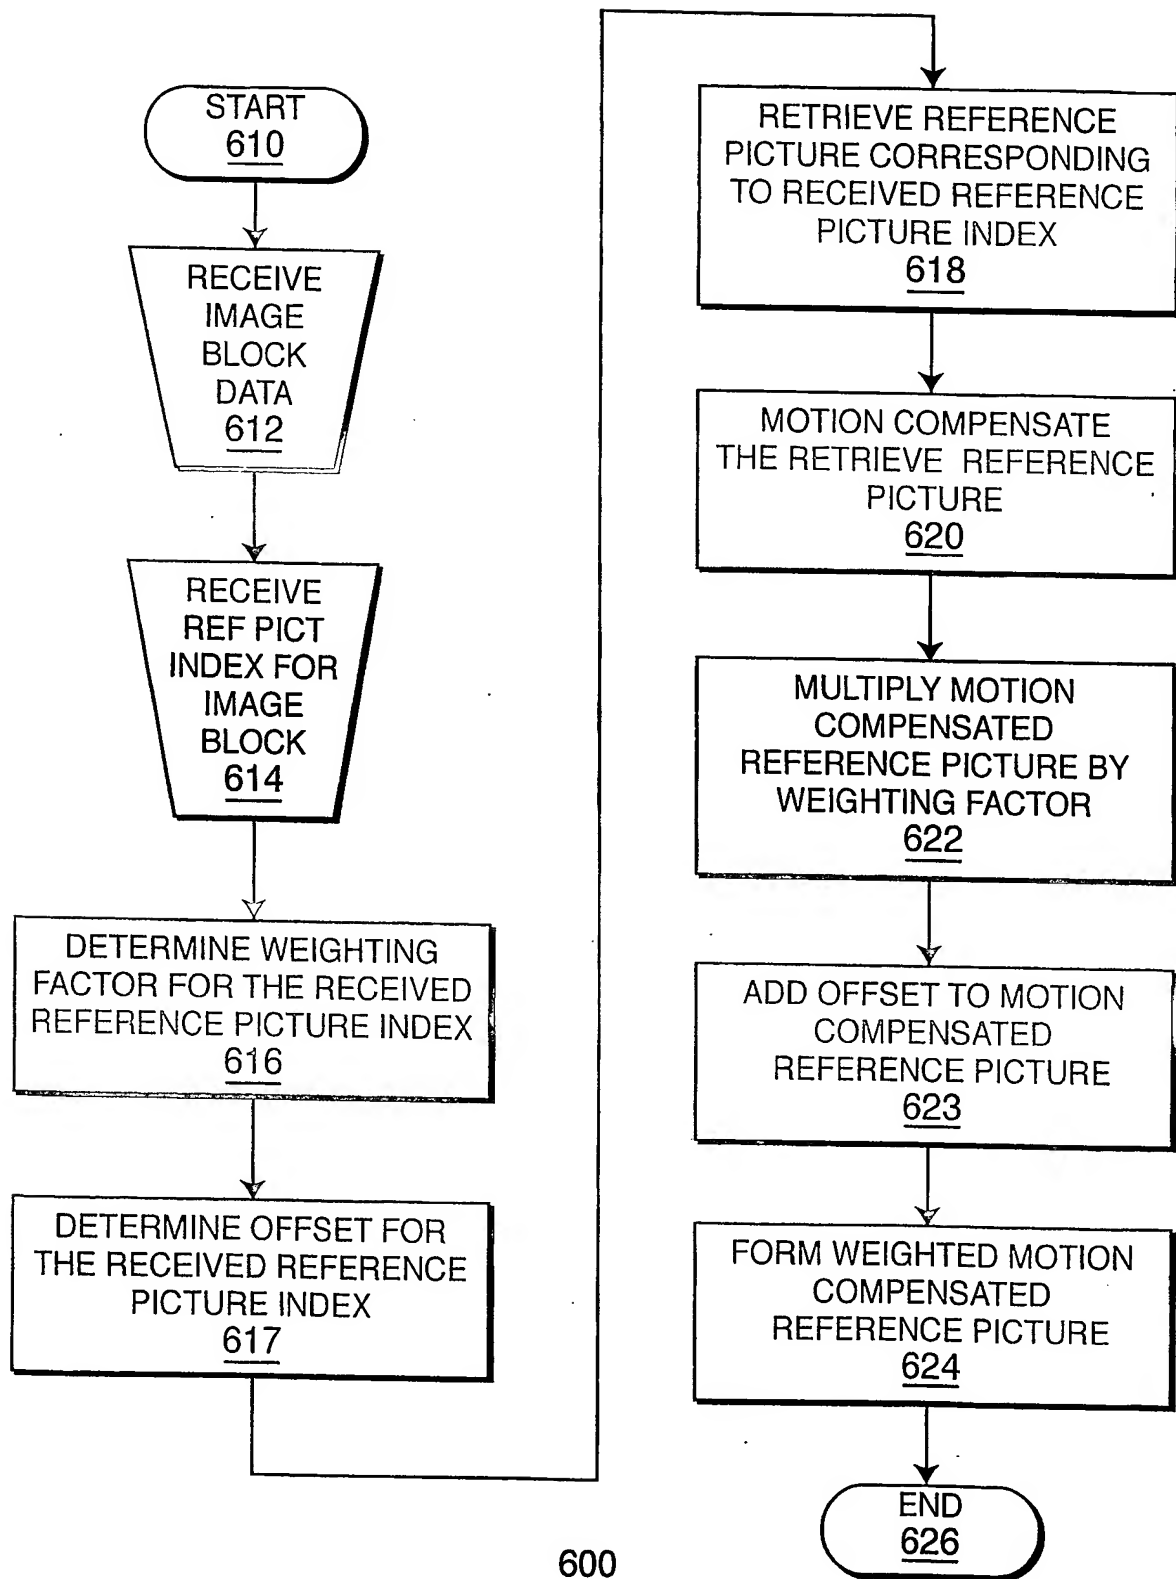 START
610
RECEIVE
IMAGE
BLOCK
DATA
612
RECEIVE
REF PICT
INDEX FOR
IMAGE
BLOCK
614
DETERMINE WEIGHTING
FACTOR FOR THE RECEIVED
REFERENCE PICTURE INDEX
616
DETERMINE OFFSET FOR
THE RECEIVED REFERENCE
PICTURE INDEX
617
RETRIEVE REFERENCE
PICTURE CORRESPONDING
TO RECEIVED REFERENCE
PICTURE INDEX
618
MOTION COMPENSATE
THE RETRIEVE REFERENCE
PICTURE
620
MULTIPLY MOTION
COMPENSATED
REFERENCE PICTURE BY
WEIGHTING FACTOR
622
ADD OFFSET TO MOTION
COMPENSATED
REFERENCE PICTURE
623
FORM WEIGHTED MOTION
COMPENSATED
REFERENCE PICTURE
624
END
626
600